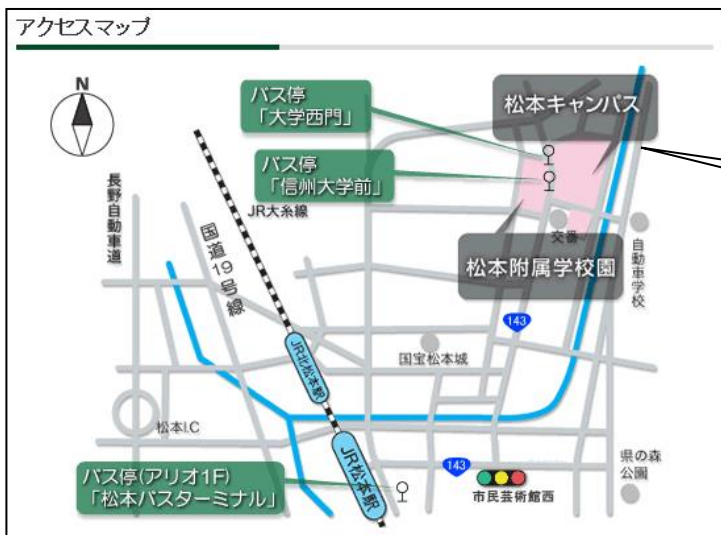 アクセスマップ
N
バス停
「大学西門」
松本キャンパス
バス停
「信州大学前」
長野自動車道
JR大糸線
国道19号線
交番
松本附属学校園
自動車学校
143
JR北松本駅
国宝松本城
松本I.C
JR松本駅
バス停(アリオ1F)
「松本バスターミナル」
143
市民芸術館西
県の森
公園